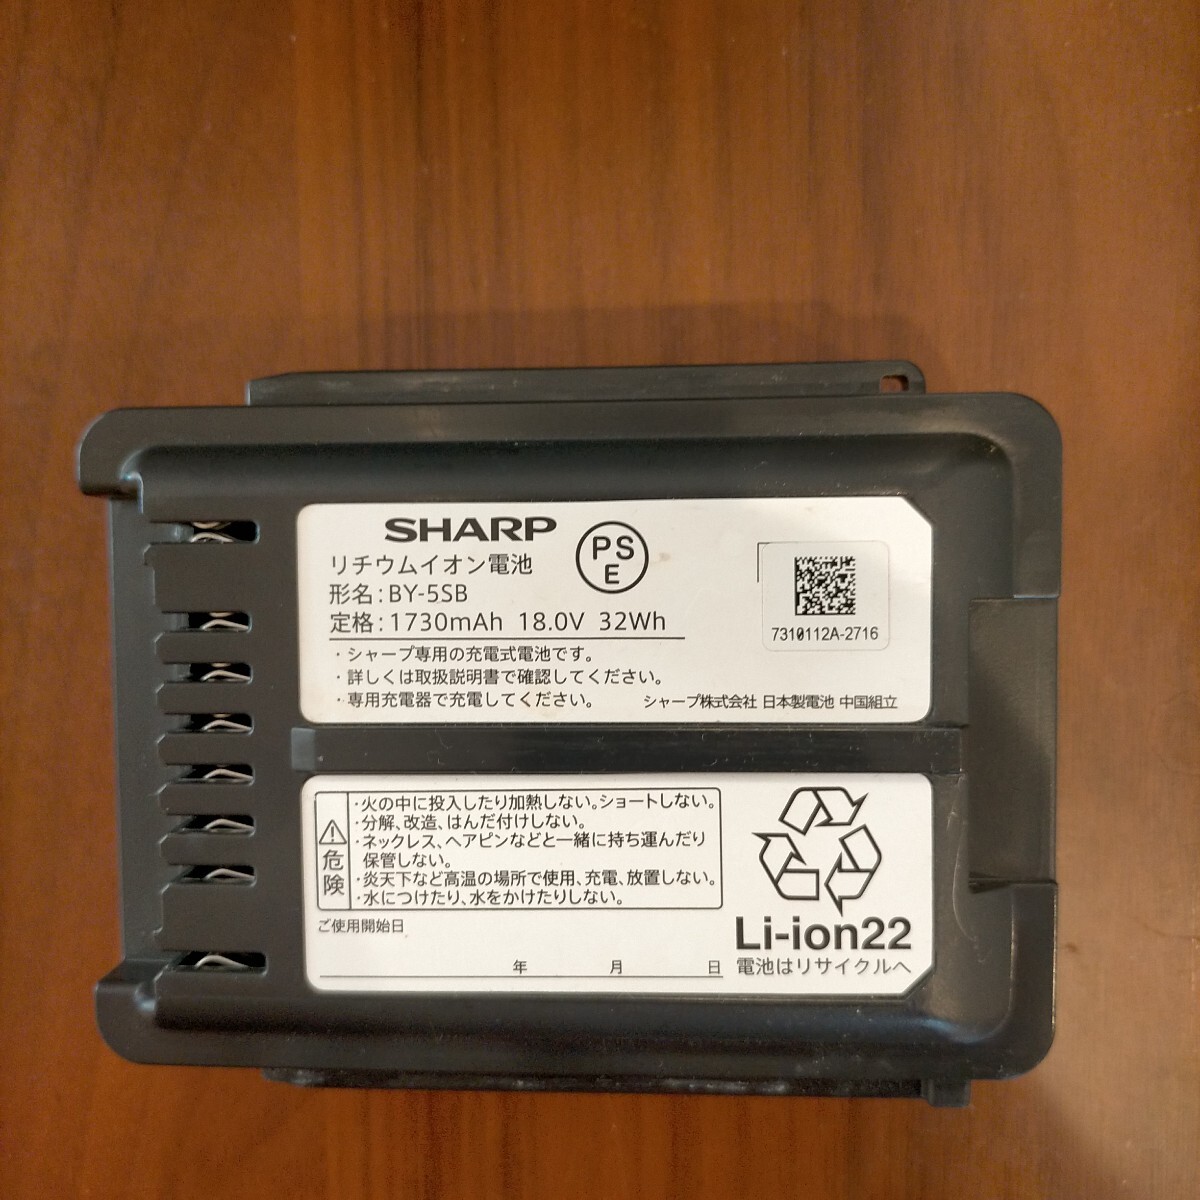 SHARP
リチウムイオン電池
PS
E
形名:BY-5SB
定格:1730mAh 18.0V 32Wh
・シャープ専用の充電式電池です。
・詳しくは取扱説明書で確認してください。
・専用充電器で充電してください。
シャープ株式会社 日本製電池 中国組立
7310112A-2716
危険
・火の中に投入したり加熱しない。ショートしない。
・分解、改造、はんだ付けしない。
・ネックレス、ヘアピンなどと一緒に持ち運んだり
保管しない。
・炎天下など高温の場所で使用、充電、放置しない。
・水につけたり、水をかけたりしない。
ご使用開始日
年 月 日
Li-ion22
電池はリサイクルへ